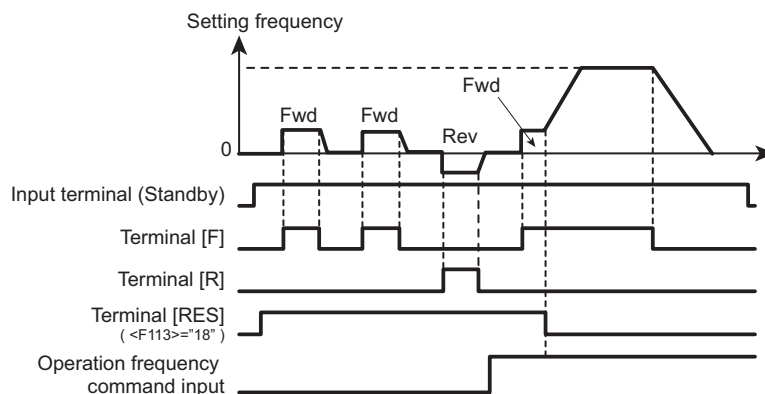 Setting frequency
Fwd
Fwd
Fwd
Rev
0
Input terminal (Standby)
Terminal [F]
Terminal [R]
Terminal [RES]
( <F113>="18" )
Operation frequency
command input